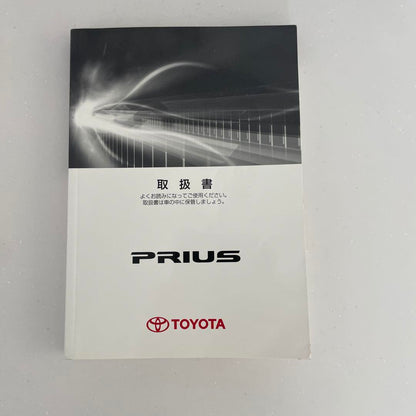 取扱書
よくお読みになってご使用ください。
取扱書は車の中に保管しましょう。
PRIUS
TOYOTA